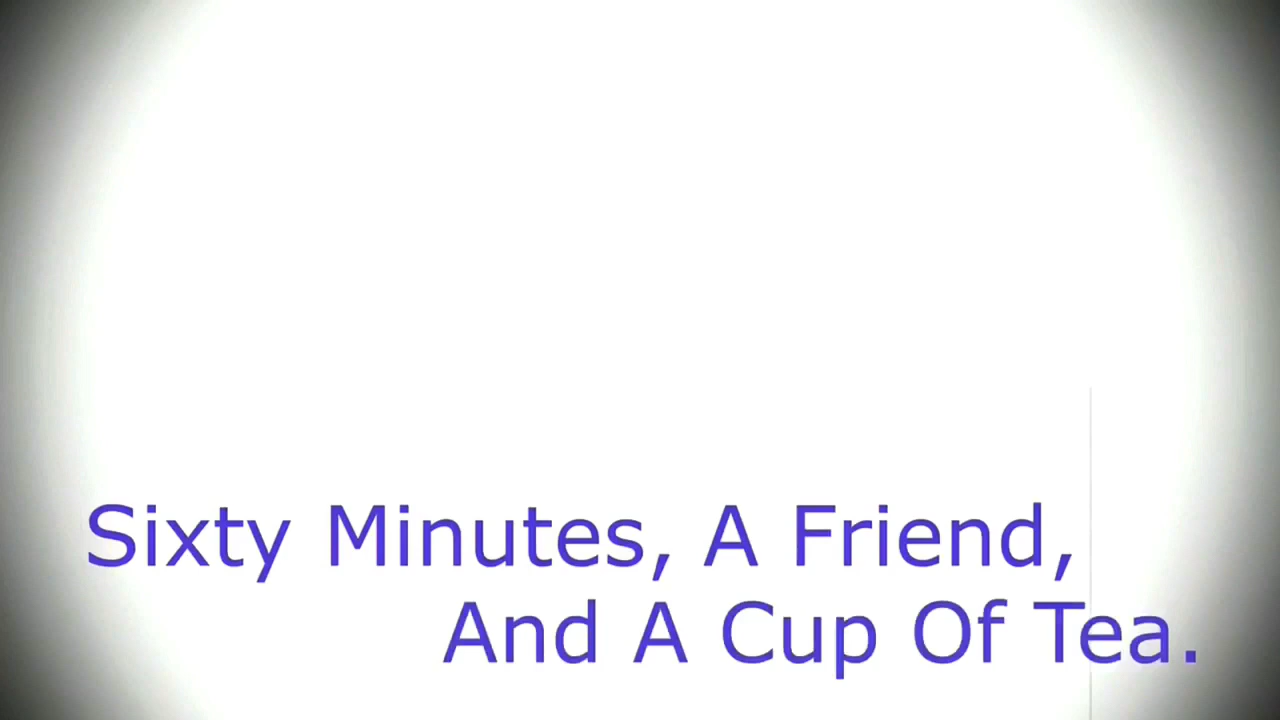 Sixty Minutes, A Friend,
And A Cup Of Tea.